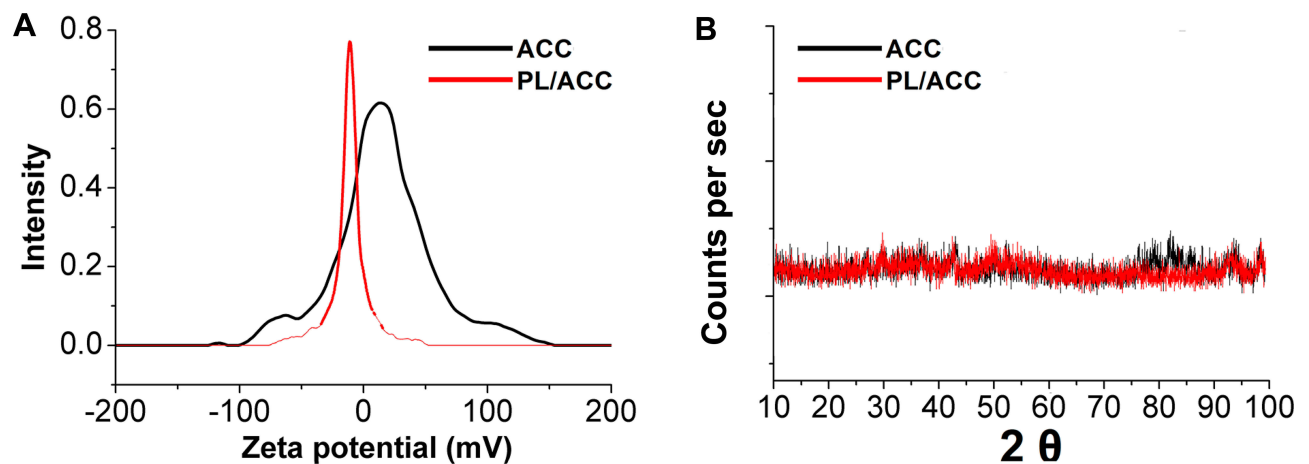 A
0.8
0.6
0.4
0.2
0.0
Intensity
ACC
PL/ACC
-200
-100
0
100
200
Zeta potential (mV)
B
ACC
PL/ACC
Counts per sec
10
20
30
40
50
60
70
80
90
100
2 θ